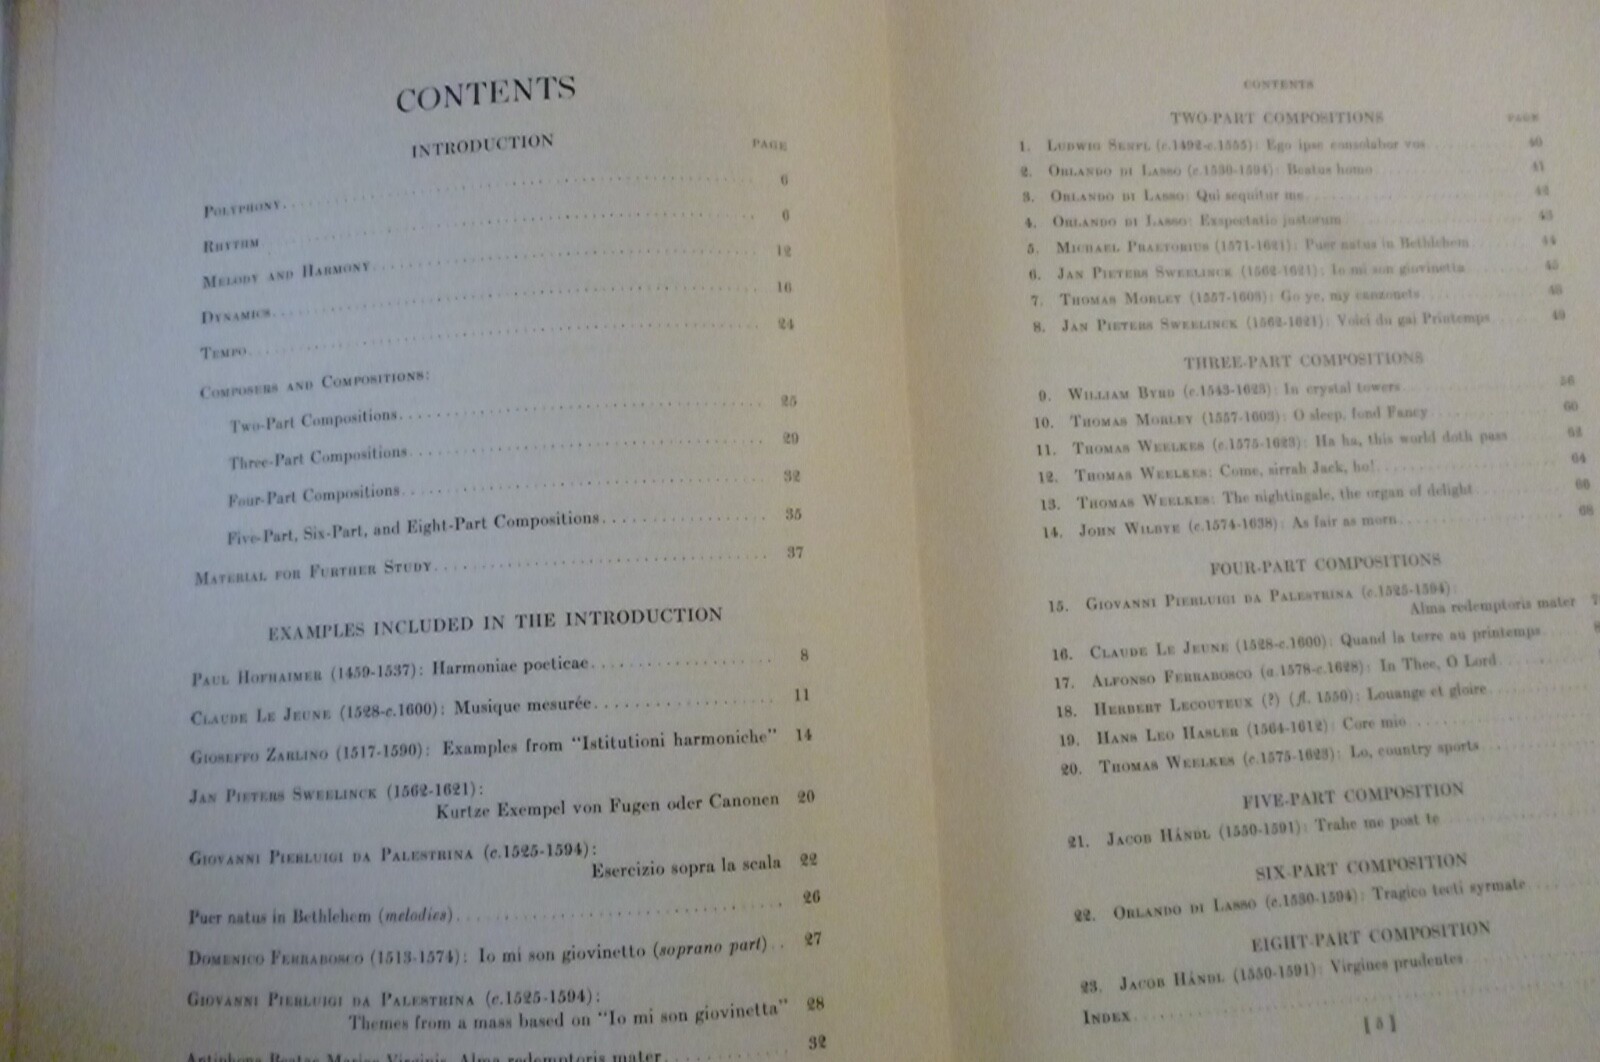 CONTENTS
INTRODUCTION
PAGE
POLYPHONY 6
RHYTHM 6
MELODY AND HARMONY 12
DYNAMICS 16
TEMPO 24
COMPOSERS AND COMPOSITIONS:
Two-Part Compositions 25
Three-Part Compositions 29
Four-Part Compositions 32
Five-Part, Six-Part, and Eight-Part Compositions 35
MATERIAL FOR FURTHER STUDY 37
EXAMPLES INCLUDED IN THE INTRODUCTION
PAUL HOFHAIMER (1459-1537): Harmoniae poeticae 8
CLAUDE LE JEUNE (1528-c.1600): Musique mesurée 11
GIOSEFFO ZARLINO (1517-1590): Examples from "Istitutioni harmoniche" 14
JAN PIETERS SWEELINCK (1562-1621):
Kurtze Exempel von Fugen oder Canonen 20
GIOVANNI PIERLUIGI DA PALESTRINA (c.1525-1594):
Esercizio sopra la scala 22
Puer natus in Bethlehem (melodies) 26
DOMENICO FERRABOSCO (1513-1574): Io mi son giovinetto (soprano part) 27
GIOVANNI PIERLUIGI DA PALESTRINA (c.1525-1594):
Themes from a mass based on "Io mi son giovinetta" 28
Antiphona Beatae Mariae Virginis, Alma redemptoris mater 32
CONTENTS
TWO-PART COMPOSITIONS PAGE
1. LUDWIG SENFL (c.1492-c.1555): Ego ipse consolabor vos 40
2. ORLANDO DI LASSO (c.1530-1594): Beatus homo 41
3. ORLANDO DI LASSO: Qui sequitur me 42
4. ORLANDO DI LASSO: Exspectatio justorum 43
5. MICHAEL PRAETORIUS (1571-1621): Puer natus in Bethlehem 44
6. JAN PIETERS SWEELINCK (1562-1621): Io mi son giovinetta 45
7. THOMAS MORLEY (1557-1603): Go ye, my canzonets
8. JAN PIETERS SWEELINCK (1562-1621): Voici du gai Printemps 49
THREE-PART COMPOSITIONS
9. WILLIAM BYRD (c.1543-1623): In crystal towers 56
10. THOMAS MORLEY (1557-1603): O sleep, fond Fancy 60
11. THOMAS WEELKES (c.1575-1623): Ha ha, this world doth pass
12. THOMAS WEELKES: Come, sirrah Jack, ho! 64
13. THOMAS WEELKES: The nightingale, the organ of delight 66
14. JOHN WILBYE (c.1574-1638): As fair as morn 68
FOUR-PART COMPOSITIONS
15. GIOVANNI PIERLUIGI DA PALESTRINA (c.1525-1594):
Alma redemptoris mater
16. CLAUDE LE JEUNE (1528-c.1600): Quand la terre au printemps
17. ALFONSO FERRABOSCO (a.1578-c.1628): In Thee, O Lord
18. HERBERT LECOUTEUX (?) (fl. 1550): Louange et gloire
19. HANS LEO HASLER (1564-1612): Core mio
20. THOMAS WEELKES (c.1575-1623): Lo, country sports
FIVE-PART COMPOSITION
21. JACOB HÄNDL (1550-1591): Trahe me post te
SIX-PART COMPOSITION
22. ORLANDO DI LASSO (c.1530-1594): Tragico tecti syrmate
EIGHT-PART COMPOSITION
23. JACOB HÄNDL (1550-1591): Virgines prudentes
INDEX
[ 5 ]